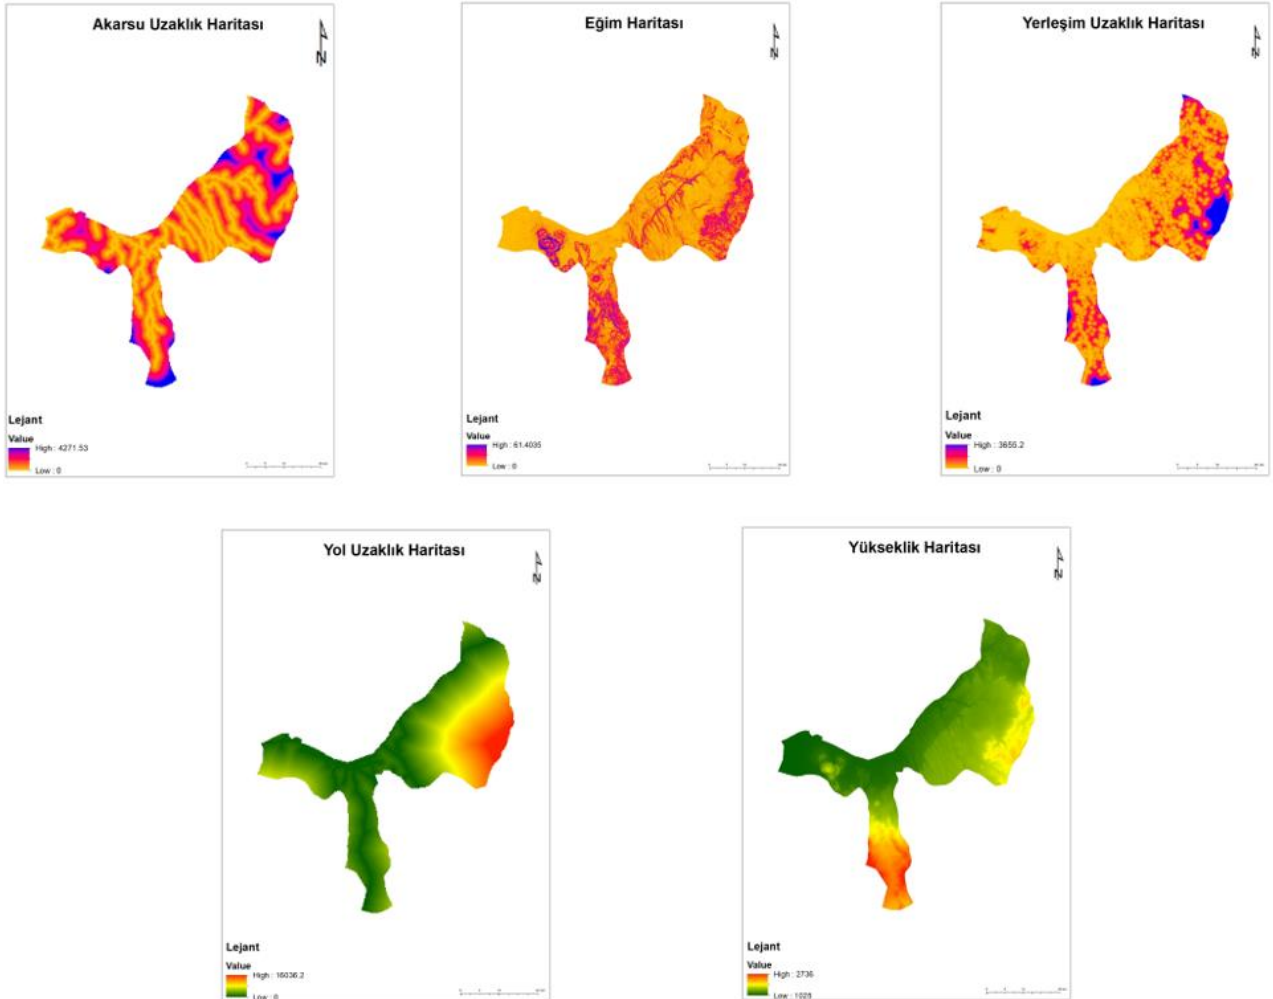 Akarsu Uzaklık Haritası
N
Lejant
Value
High : 4271.53
Low : 0
Eğim Haritası
N
Lejant
Value
High : 61.4035
Low : 0
Yerleşim Uzaklık Haritası
N
Lejant
Value
High : 3655.2
Low : 0
Yol Uzaklık Haritası
N
Lejant
Value
High : 16036.2
Low : 0
Yükseklik Haritası
N
Lejant
Value
High : 2736
Low : 1028